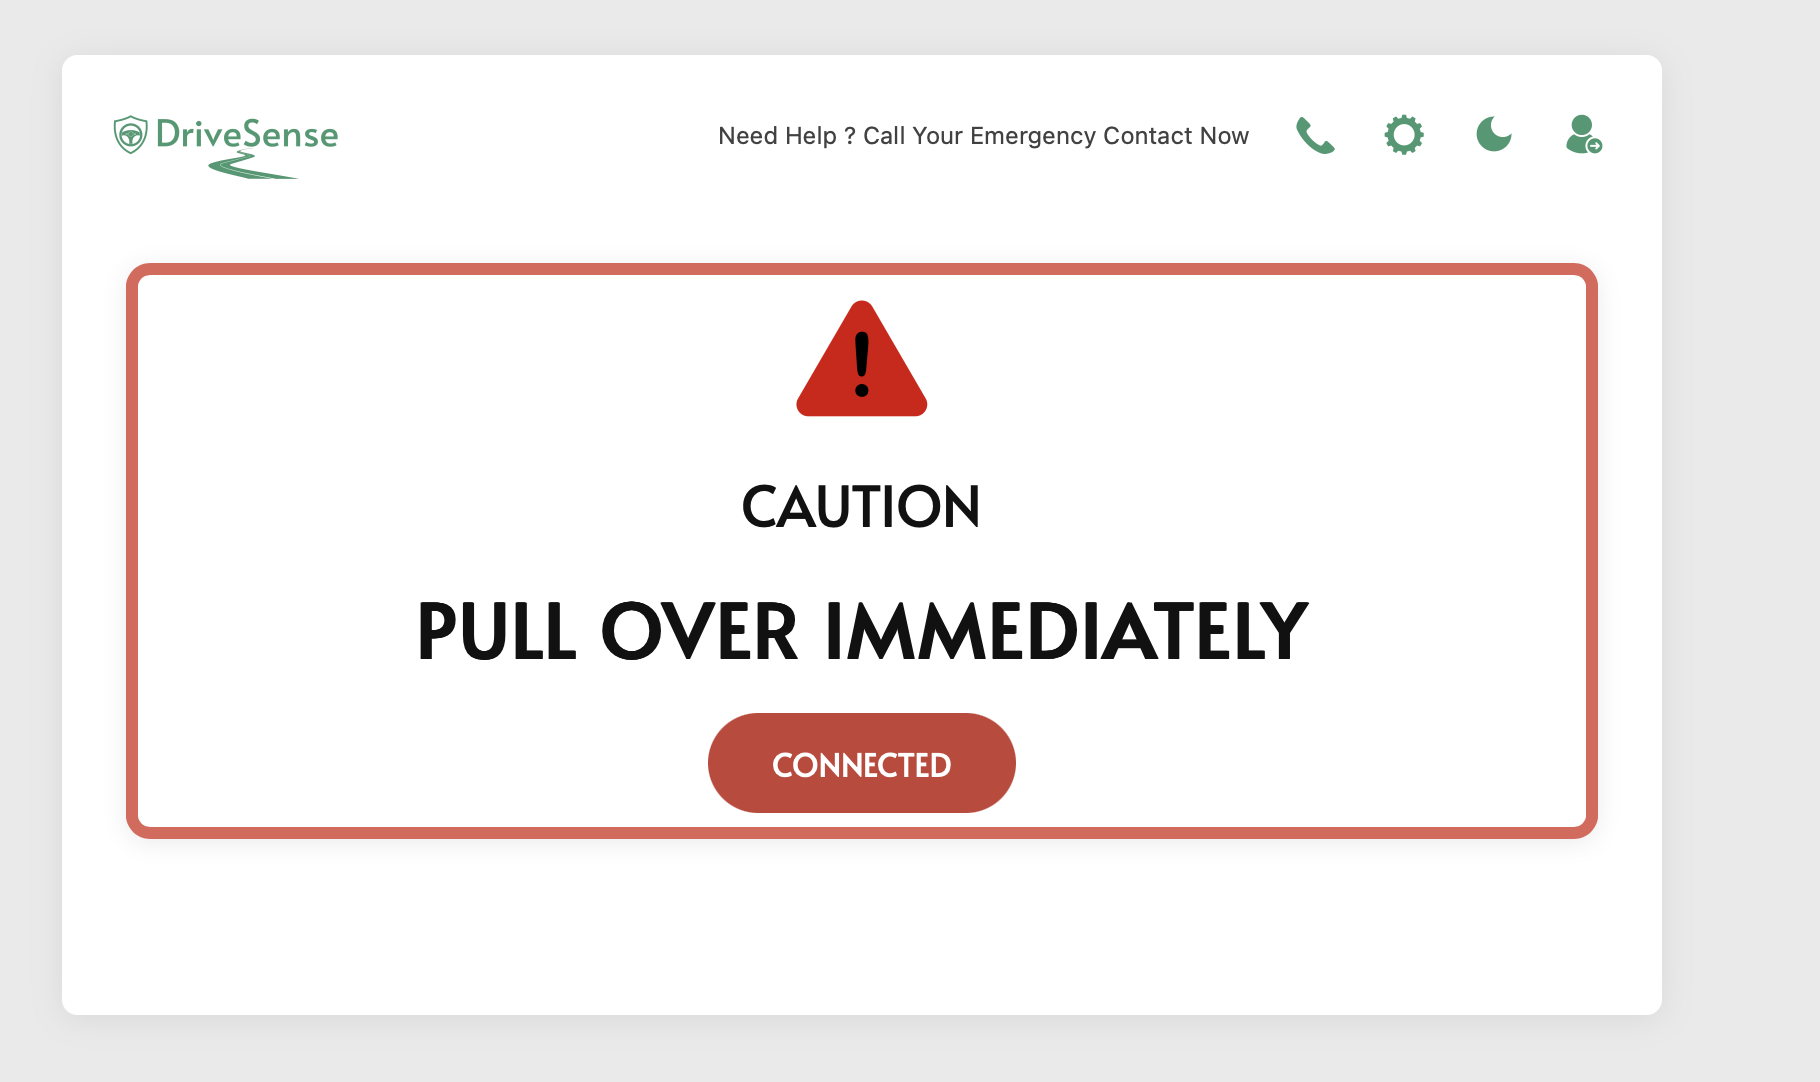 DriveSense
Need Help ? Call Your Emergency Contact Now
CAUTION
PULL OVER IMMEDIATELY
CONNECTED